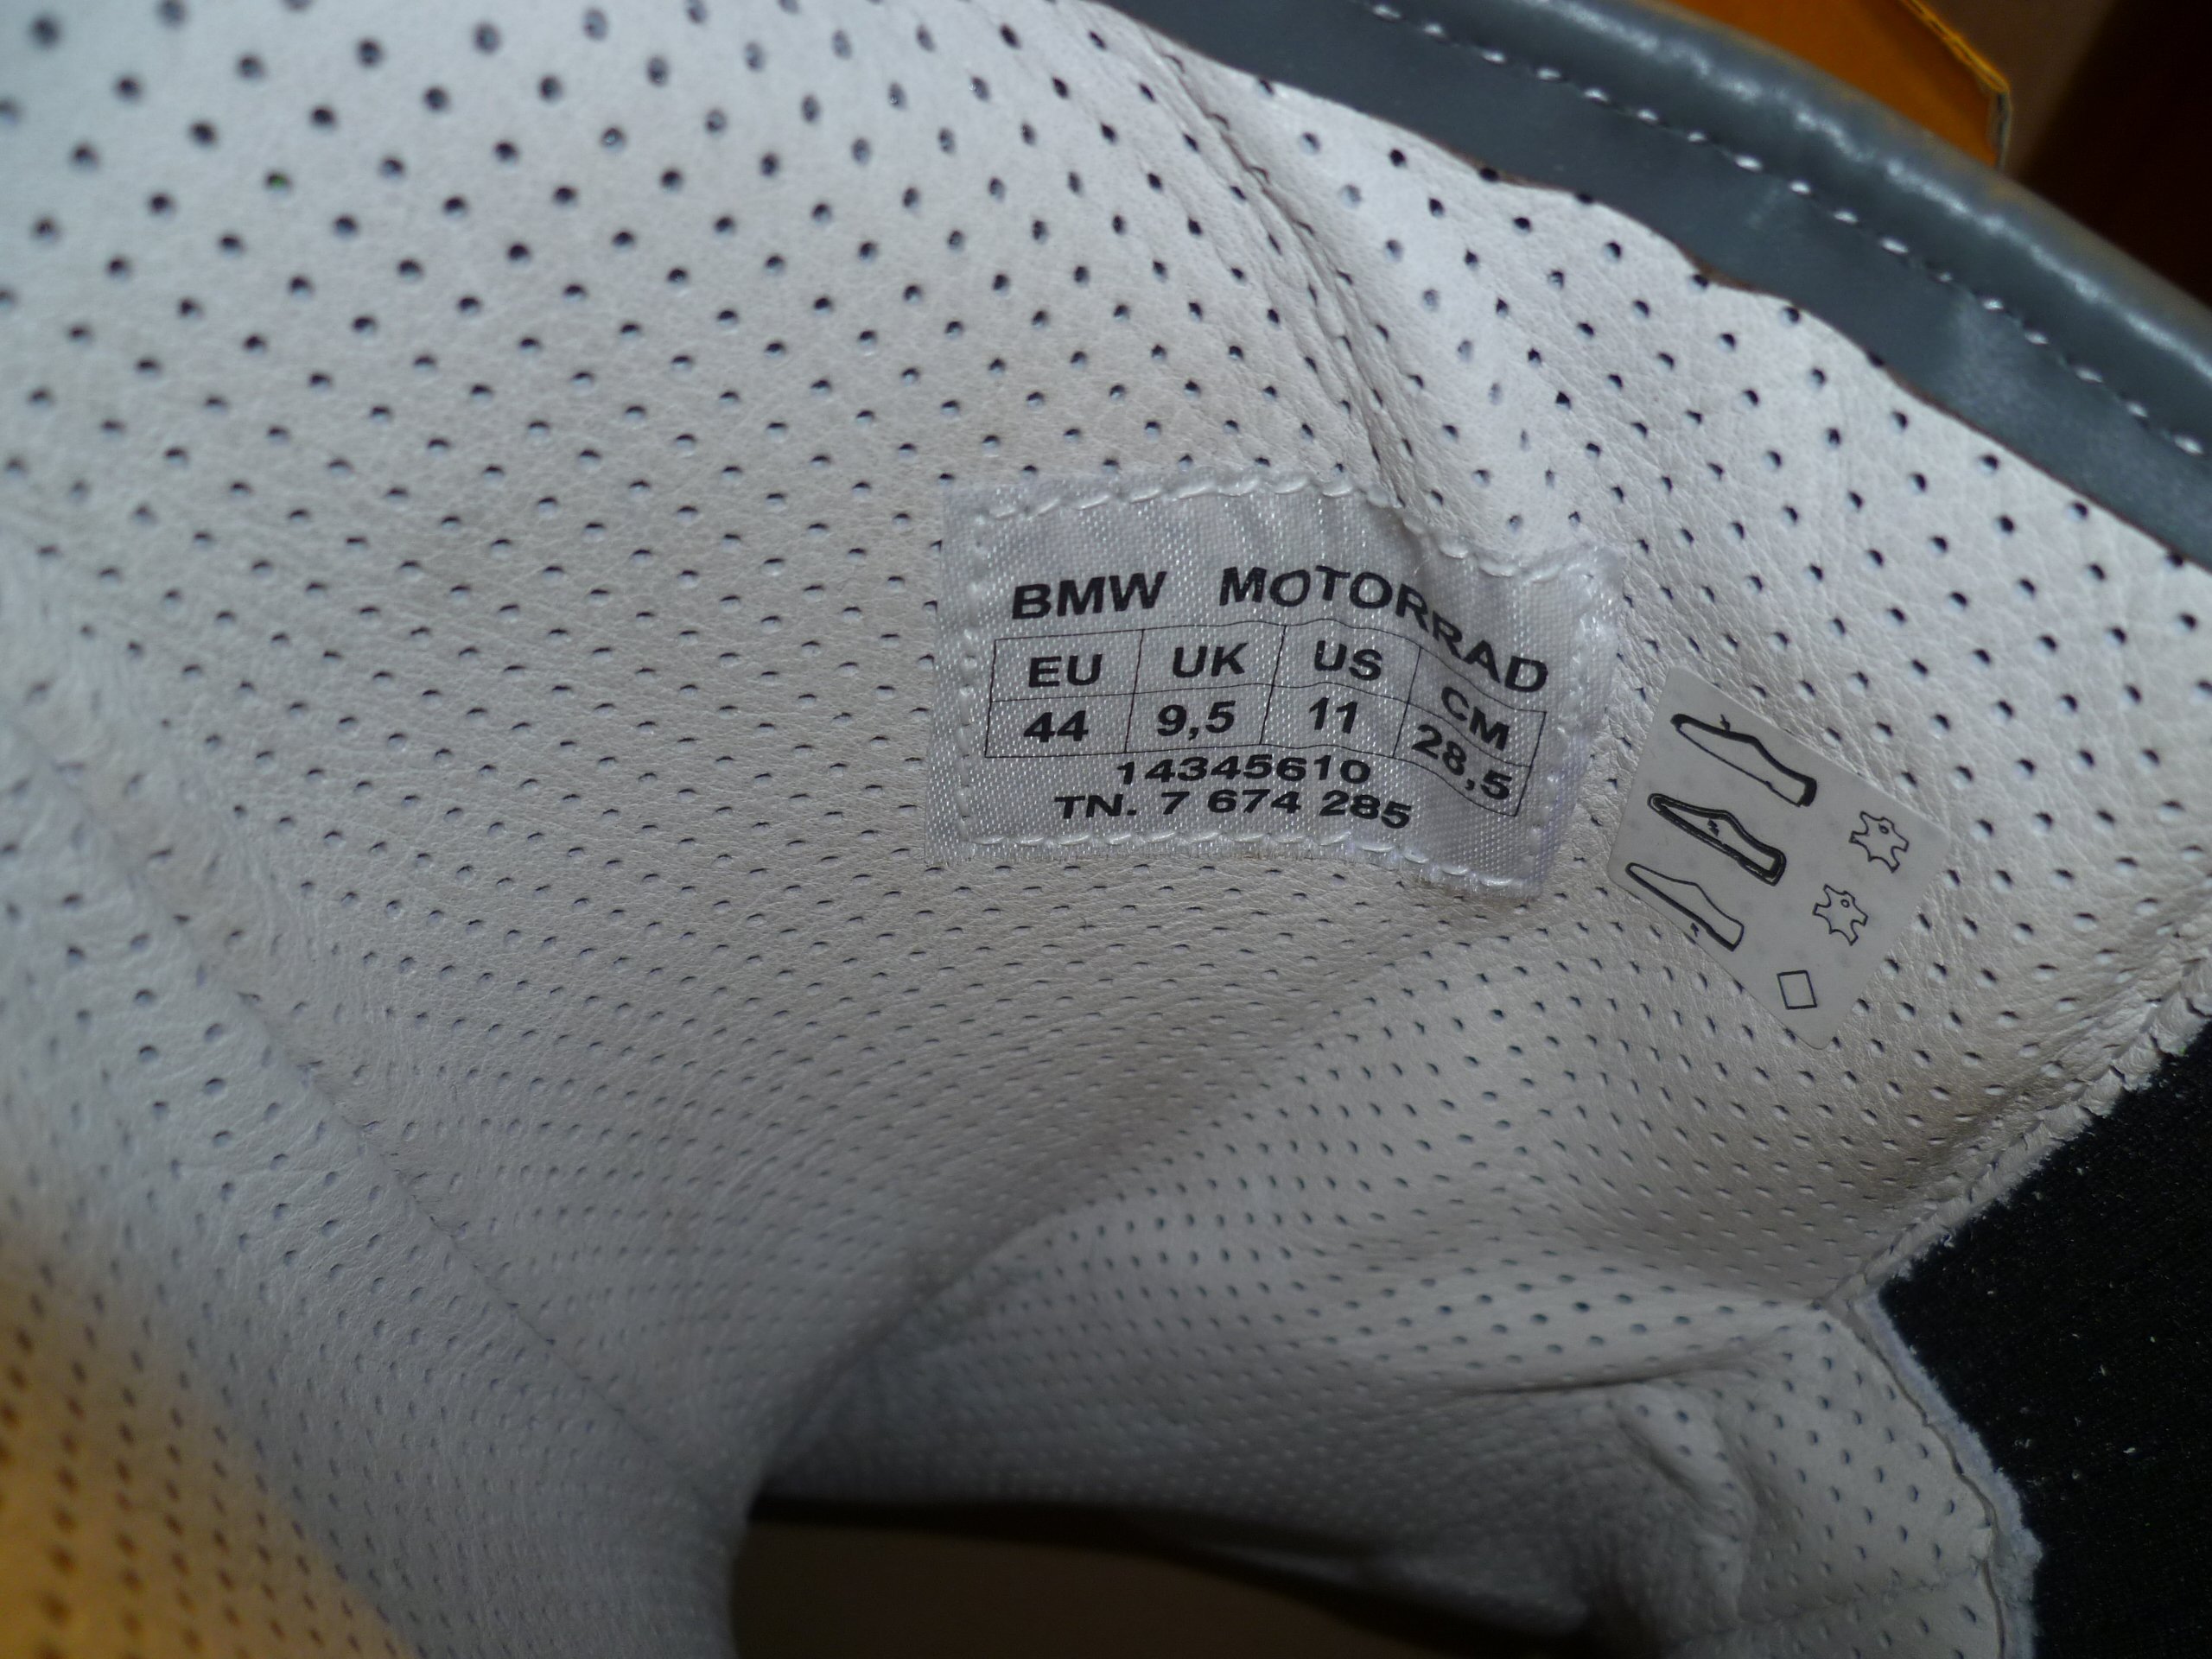 BMW MOTORRAD
EU UK US CM
44 9,5 11 28,5
14345610
TN. 7 674 285